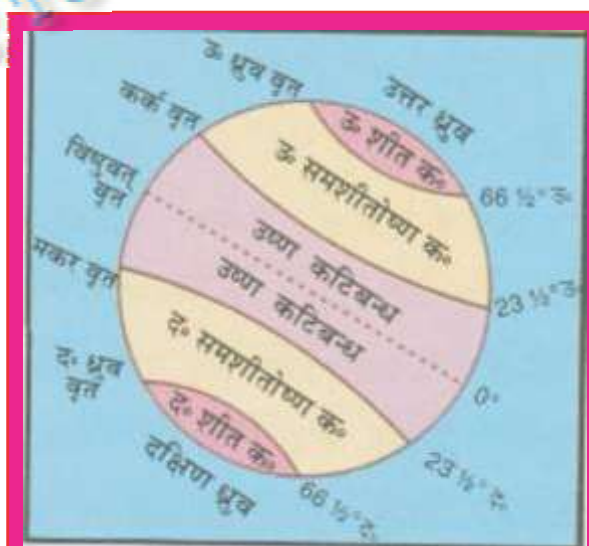 उ॰ ध्रुव वृत
उत्तर ध्रुव
कर्क वृत
उ॰ शीत क॰
66 ½° उ॰
उ॰ समशीतोष्ण क॰
विषुवत्
वृत
उष्ण कटिबन्ध
23 ½° उ॰
मकर वृत
उष्ण कटिबन्ध
0°
द॰ समशीतोष्ण क॰
द॰ ध्रुव
वृत
द॰ शीत क॰
23 ½° द॰
दक्षिण ध्रुव
66 ½° द॰